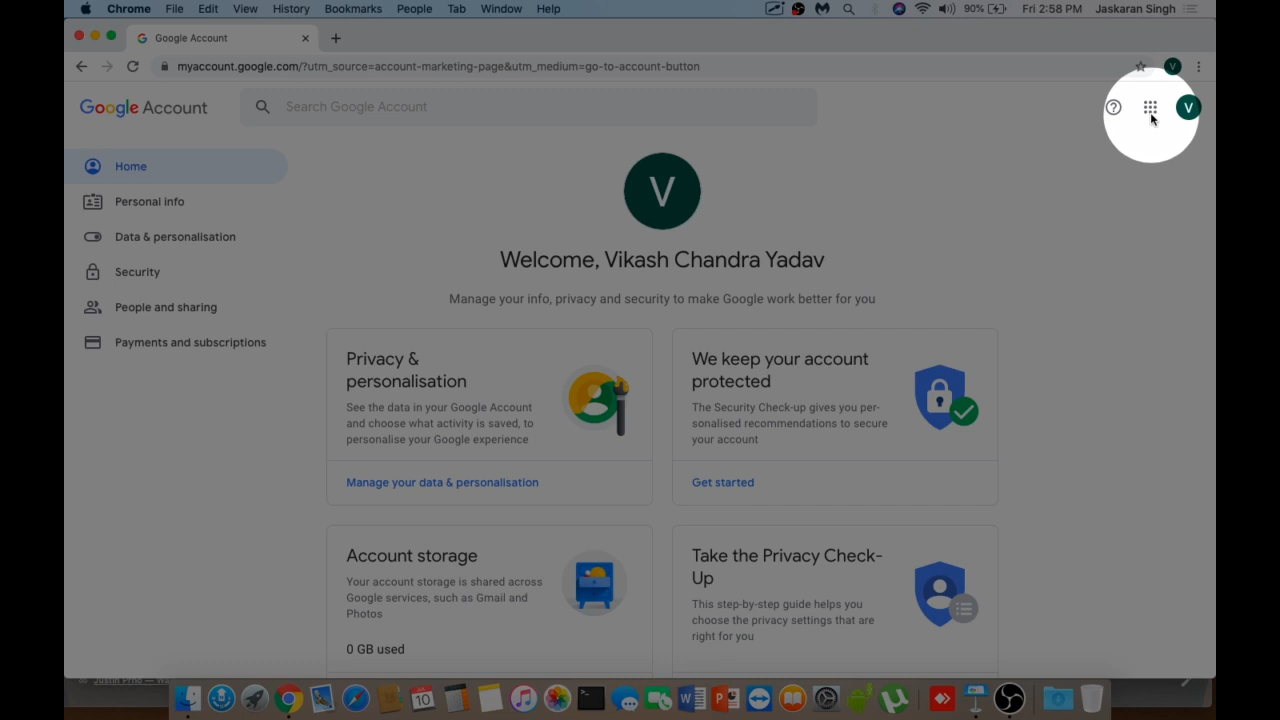 Chrome File Edit View History Bookmarks People Tab Window Help 90% Fri 2:58 PM Jaskaran Singh
Google Account
myaccount.google.com/?utm_source=account-marketing-page&utm_medium=go-to-account-button V
Google Account Search Google Account V
Home
Personal info
Data & personalisation
Security
People and sharing
Payments and subscriptions
V
Welcome, Vikash Chandra Yadav
Manage your info, privacy and security to make Google work better for you
Privacy &
personalisation
See the data in your Google Account
and choose what activity is saved, to
personalise your Google experience
Manage your data & personalisation
We keep your account
protected
The Security Check-up gives you per-
sonalised recommendations to secure
your account
Get started
Account storage
Your account storage is shared across
Google services, such as Gmail and
Photos
0 GB used
Take the Privacy Check-
Up
This step-by-step guide helps you
choose the privacy settings that are
right for you
10